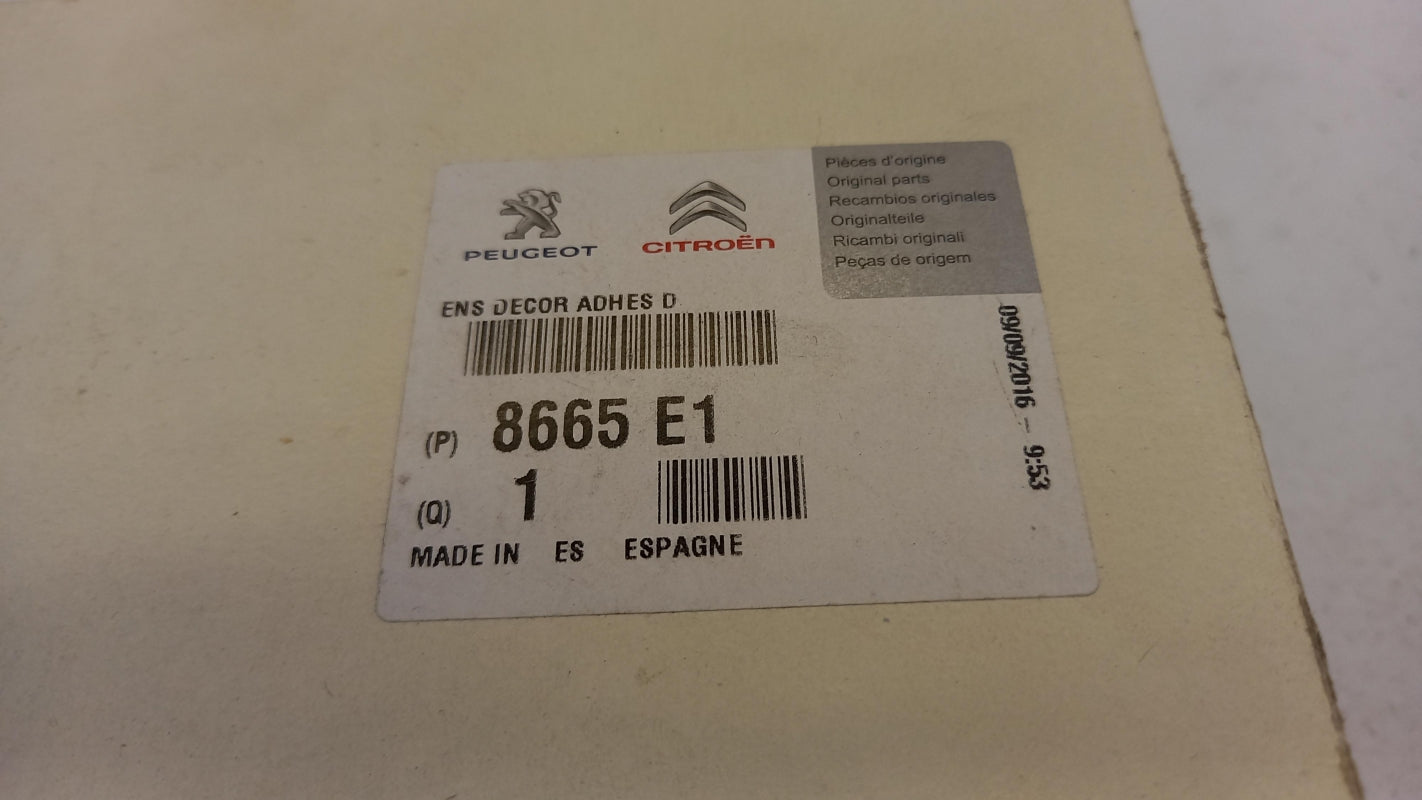 PEUGEOT
CITROËN
Pièces d'origine
Original parts
Recambios originales
Originalteile
Ricambi originali
Peças de origem
ENS DECOR ADHES D
09/09/2016 - 9:53
(P) 8665 E1
(Q) 1
MADE IN ES ESPAGNE